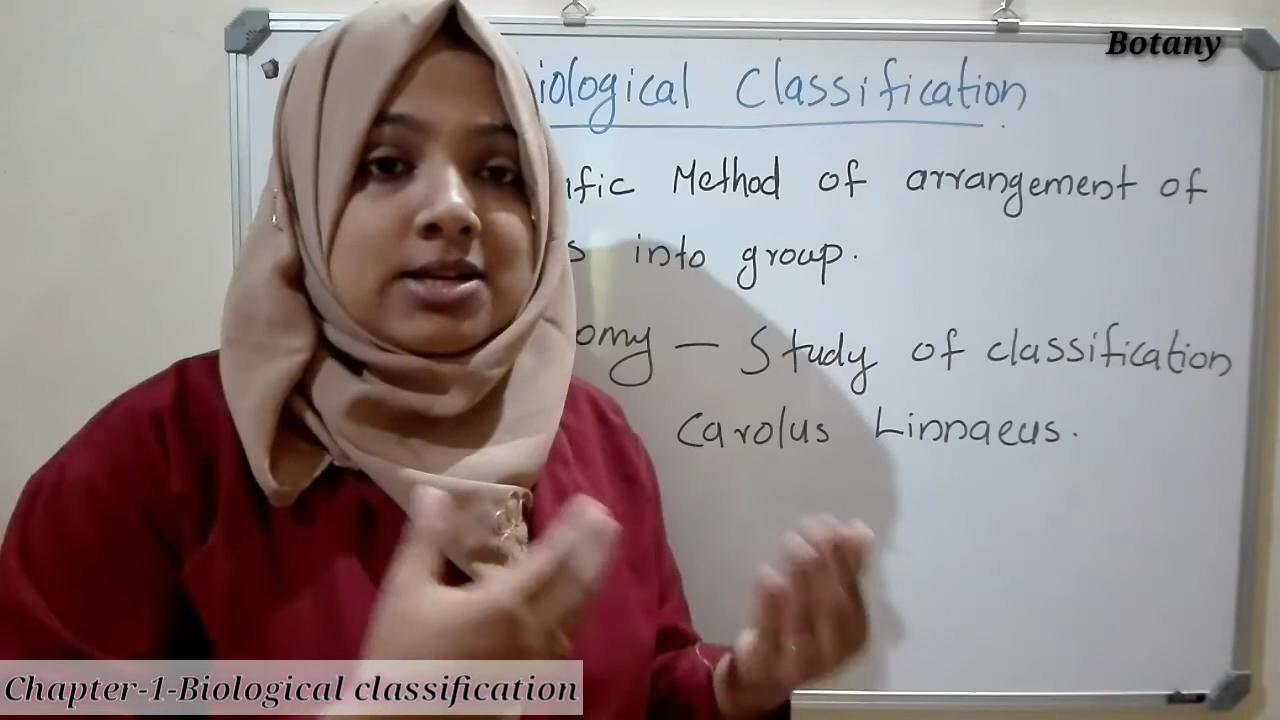 Botany
iological Classification
ific Method of arrangement of
s into group.
omy — Study of classification
Carolus Linnaeus.
Chapter-1-Biological classification